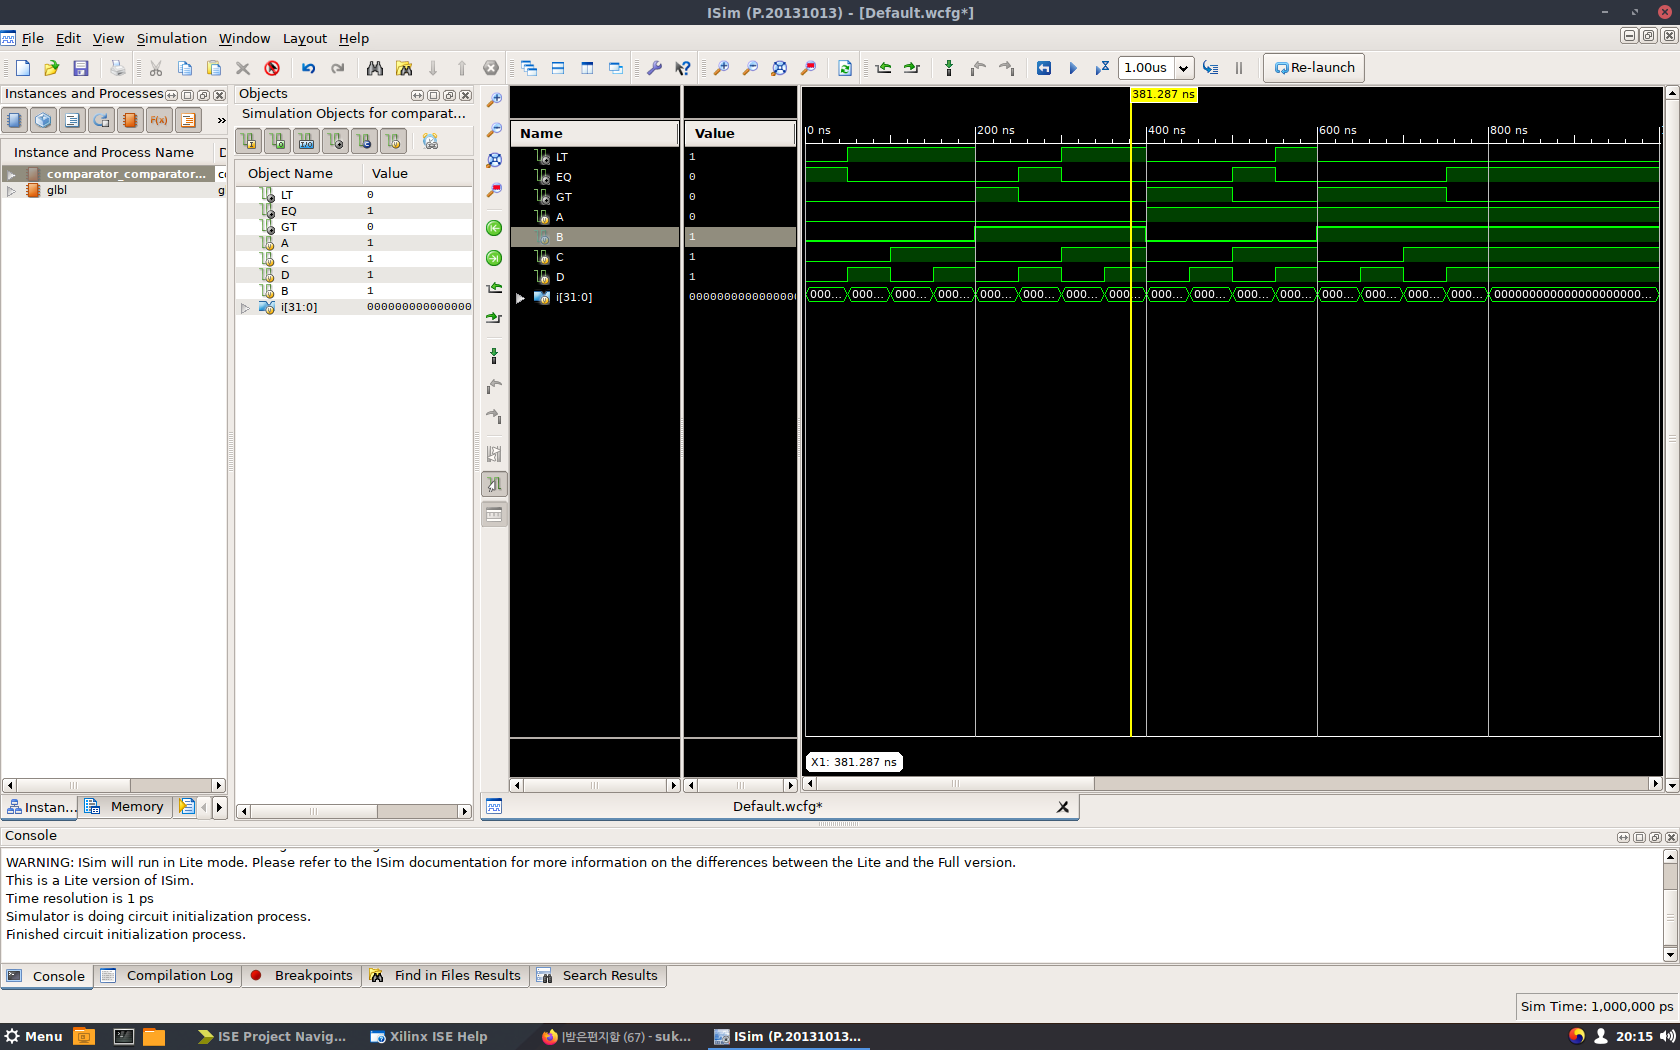 ISim (P.20131013) - [Default.wcfg*]
File Edit View Simulation Window Layout Help
1.00us
Re-launch
Instances and Processes
Instance and Process Name
comparator_comparator...
glbl
g
Objects
Simulation Objects for comparat...
Object Name Value
LT 0
EQ 1
GT 0
A 1
C 1
D 1
B 1
i[31:0] 000000000000000
Name Value
LT 1
EQ 0
GT 0
A 0
B 1
C 1
D 1
i[31:0] 0000000000000000
381.287 ns
0 ns 200 ns 400 ns 600 ns 800 ns
000... 000... 000... 000... 000... 000... 000... 000... 000... 000... 000... 000... 000... 000... 000... 000... 00000000000000000000000...
X1: 381.287 ns
Instan... Memory
Default.wcfg*
Console
WARNING: ISim will run in Lite mode. Please refer to the ISim documentation for more information on the differences between the Lite and the Full version.
This is a Lite version of ISim.
Time resolution is 1 ps
Simulator is doing circuit initialization process.
Finished circuit initialization process.
Console Compilation Log Breakpoints Find in Files Results Search Results
Sim Time: 1,000,000 ps
Menu ISE Project Navig... Xilinx ISE Help |받은편지함 (67) - suk... ISim (P.20131013... 20:15